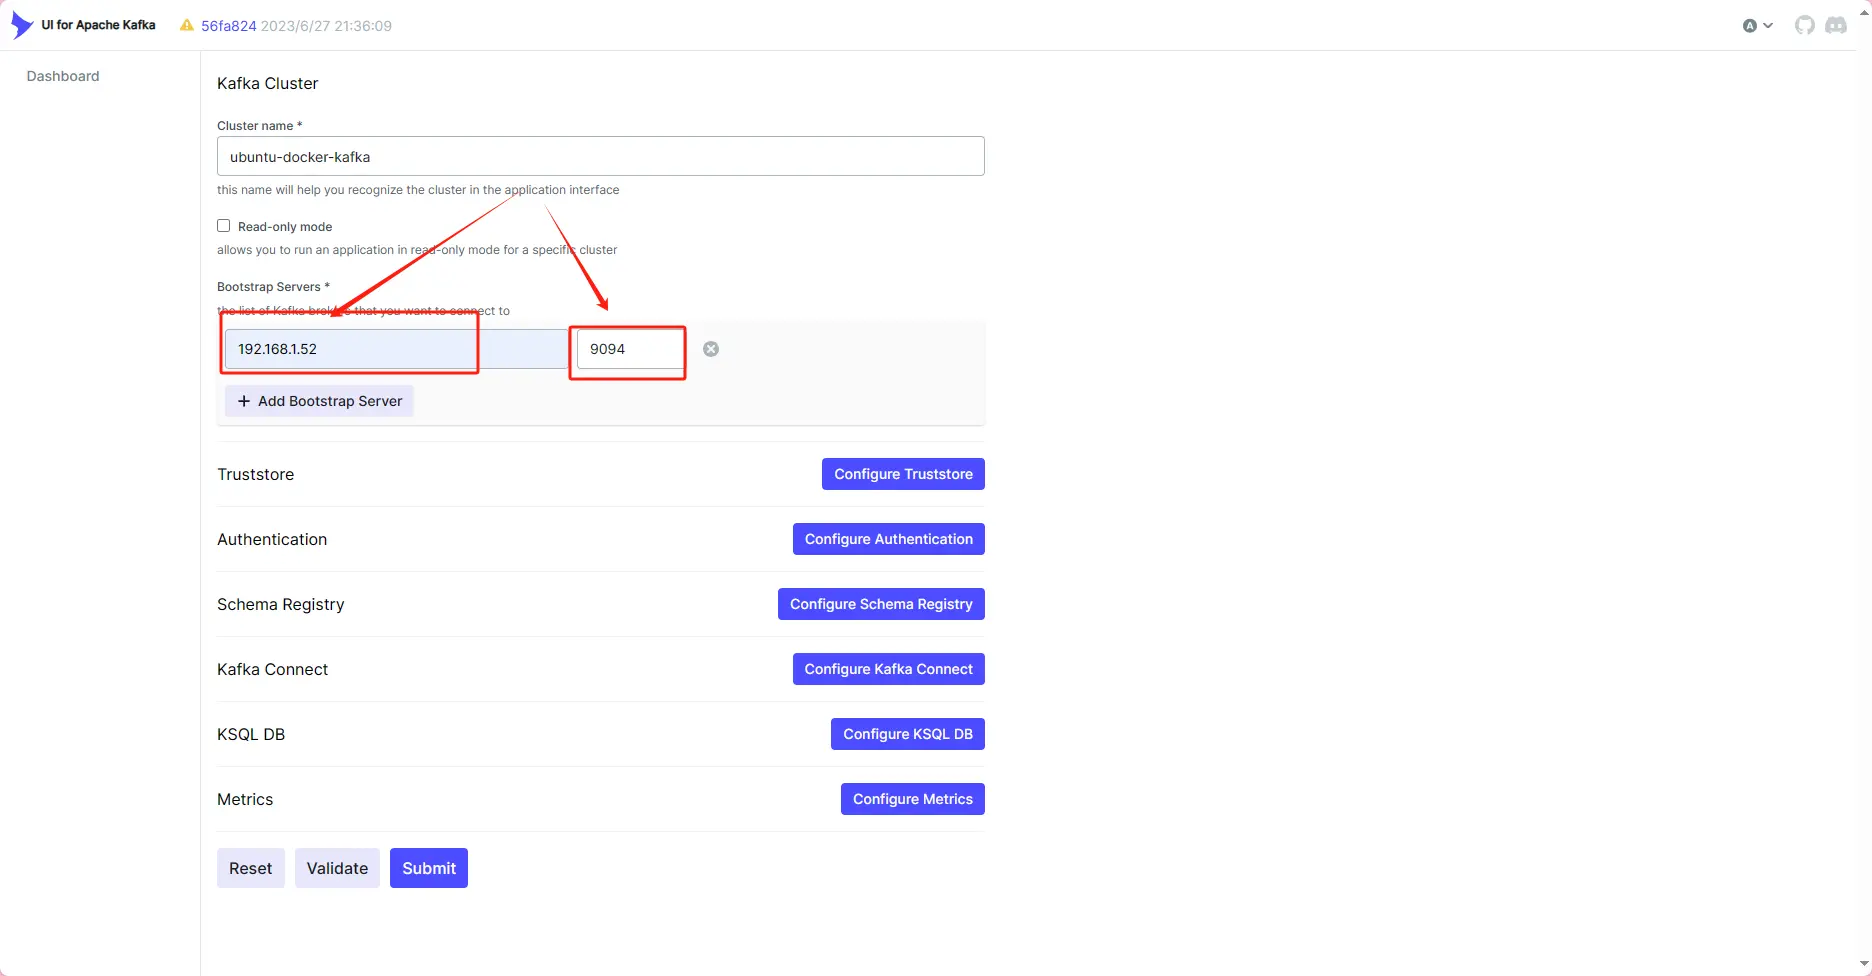 UI for Apache Kafka
56fa824 2023/6/27 21:36:09
A
Dashboard
Kafka Cluster
Cluster name *
ubuntu-docker-kafka
this name will help you recognize the cluster in the application interface
Read-only mode
allows you to run an application in read-only mode for a specific cluster
Bootstrap Servers *
the list of Kafka brokers that you want to connect to
192.168.1.52 9094
+ Add Bootstrap Server
Truststore Configure Truststore
Authentication Configure Authentication
Schema Registry Configure Schema Registry
Kafka Connect Configure Kafka Connect
KSQL DB Configure KSQL DB
Metrics Configure Metrics
Reset Validate Submit